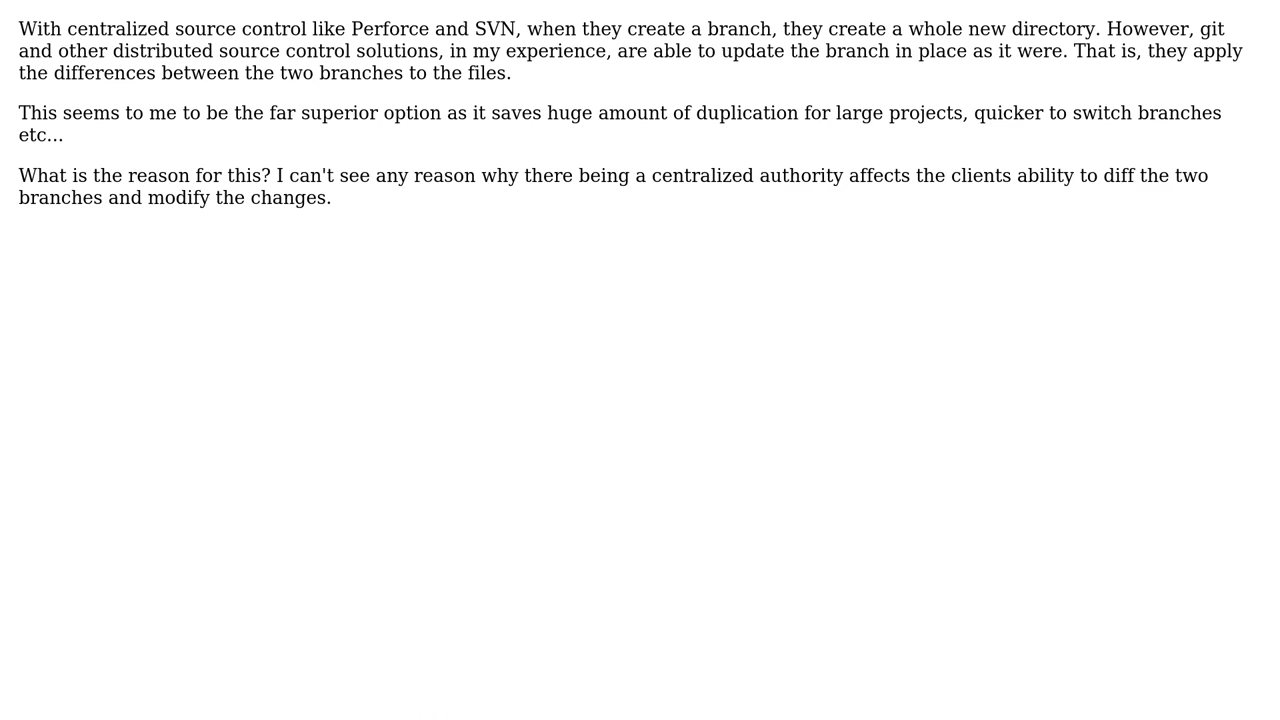 With centralized source control like Perforce and SVN, when they create a branch, they create a whole new directory. However, git
and other distributed source control solutions, in my experience, are able to update the branch in place as it were. That is, they apply
the differences between the two branches to the files.
This seems to me to be the far superior option as it saves huge amount of duplication for large projects, quicker to switch branches
etc...
What is the reason for this? I can't see any reason why there being a centralized authority affects the clients ability to diff the two
branches and modify the changes.